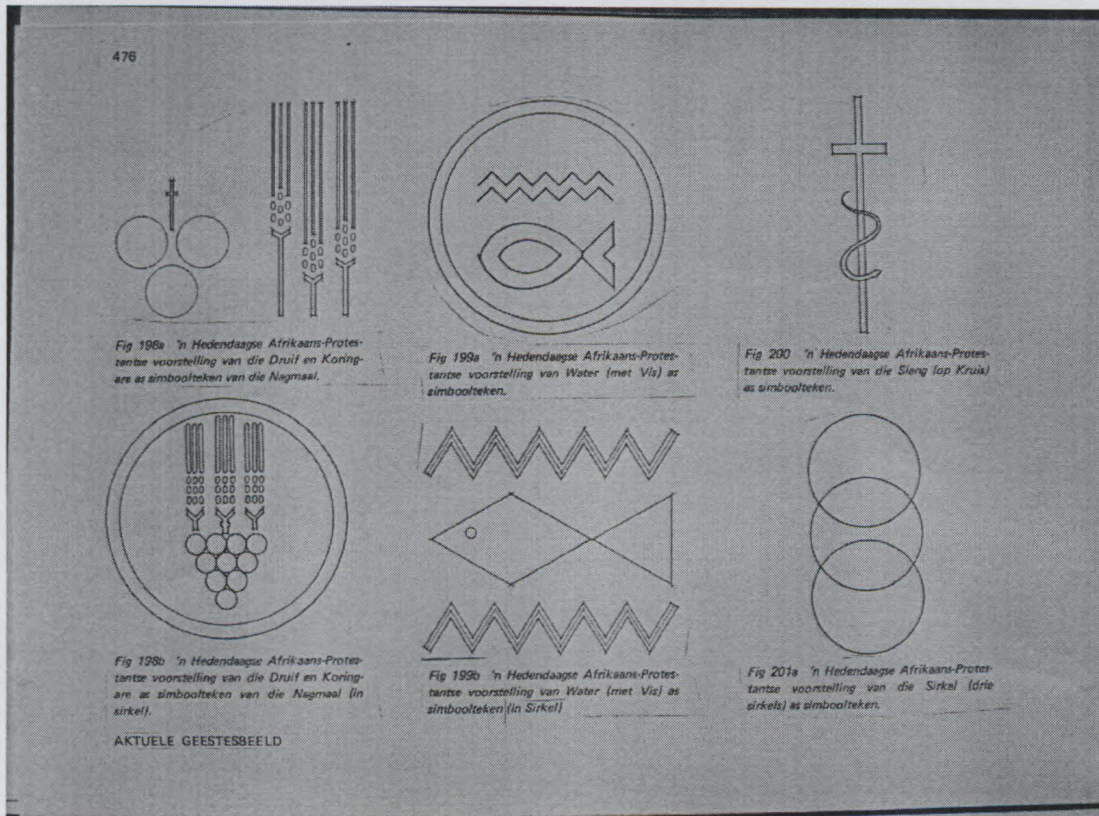 476
Fig 198a 'n Hedendaagse Afrikaans-Protes-
tantse voorstelling van die Druif en Koring-
are as simboolteken van die Nagmaal.
Fig 199a 'n Hedendaagse Afrikaans-Protes-
tantse voorstelling van Water (met Vis) as
simboolteken.
Fig 200 'n Hedendaagse Afrikaans-Protes-
tantse voorstelling van die Slang (op Kruis)
as simboolteken.
Fig 198b 'n Hedendaagse Afrikaans-Protes-
tantse voorstelling van die Druif en Koring-
are as simboolteken van die Nagmaal (in
sirkel).
Fig 199b 'n Hedendaagse Afrikaans-Protes-
tantse voorstelling van Water (met Vis) as
simboolteken (in Sirkel)
Fig 201a 'n Hedendaagse Afrikaans-Protes-
tantse voorstelling van die Sirkel (drie
sirkels) as simboolteken.
AKTUELE GEESTESBEELD